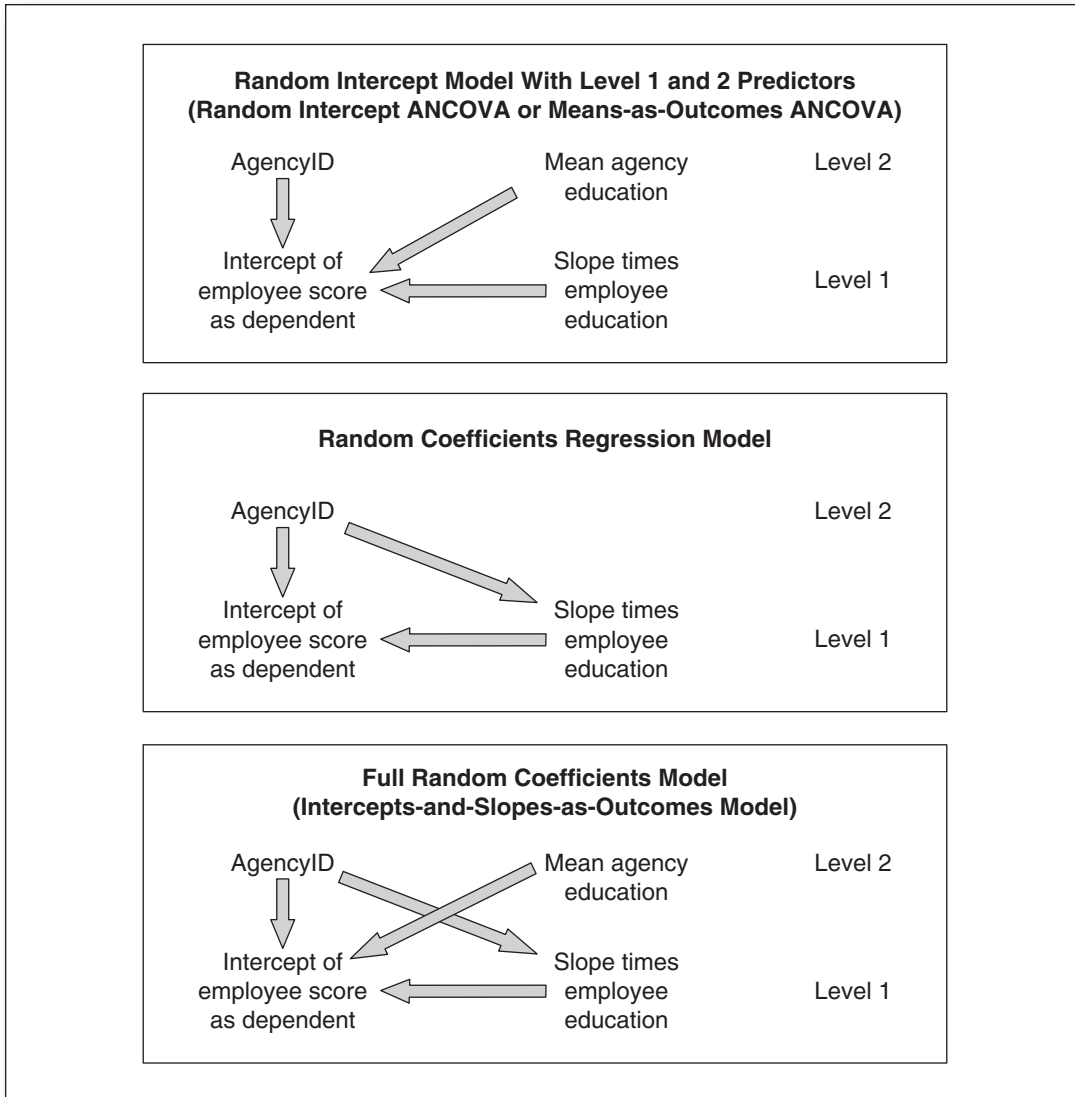 Random Intercept Model With Level 1 and 2 Predictors
(Random Intercept ANCOVA or Means-as-Outcomes ANCOVA)
AgencyID
Mean agency
education
Level 2
Intercept of
employee score
as dependent
Slope times
employee
education
Level 1
Random Coefficients Regression Model
AgencyID
Level 2
Intercept of
employee score
as dependent
Slope times
employee
education
Level 1
Full Random Coefficients Model
(Intercepts-and-Slopes-as-Outcomes Model)
AgencyID
Mean agency
education
Level 2
Intercept of
employee score
as dependent
Slope times
employee
education
Level 1